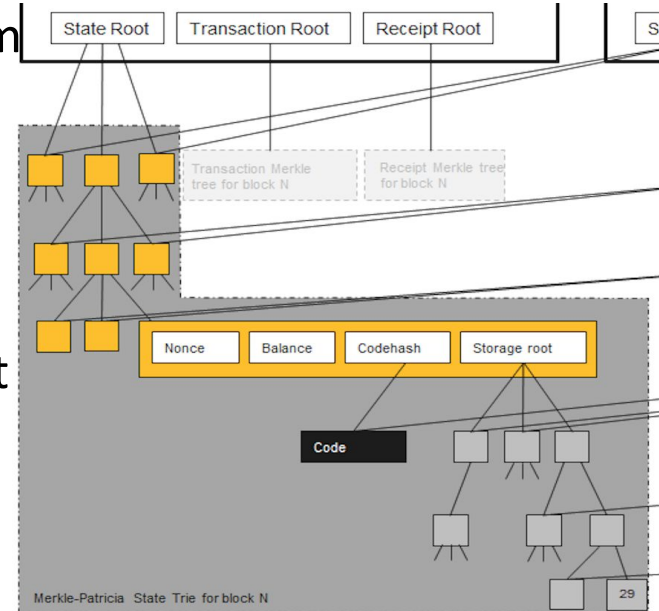 m
State Root
Transaction Root
Receipt Root
S
Transaction Merkle
tree for block N
Receipt Merkle tree
for block N
t
Nonce
Balance
Codehash
Storage root
Code
29
Merkle-Patricia State Trie for block N